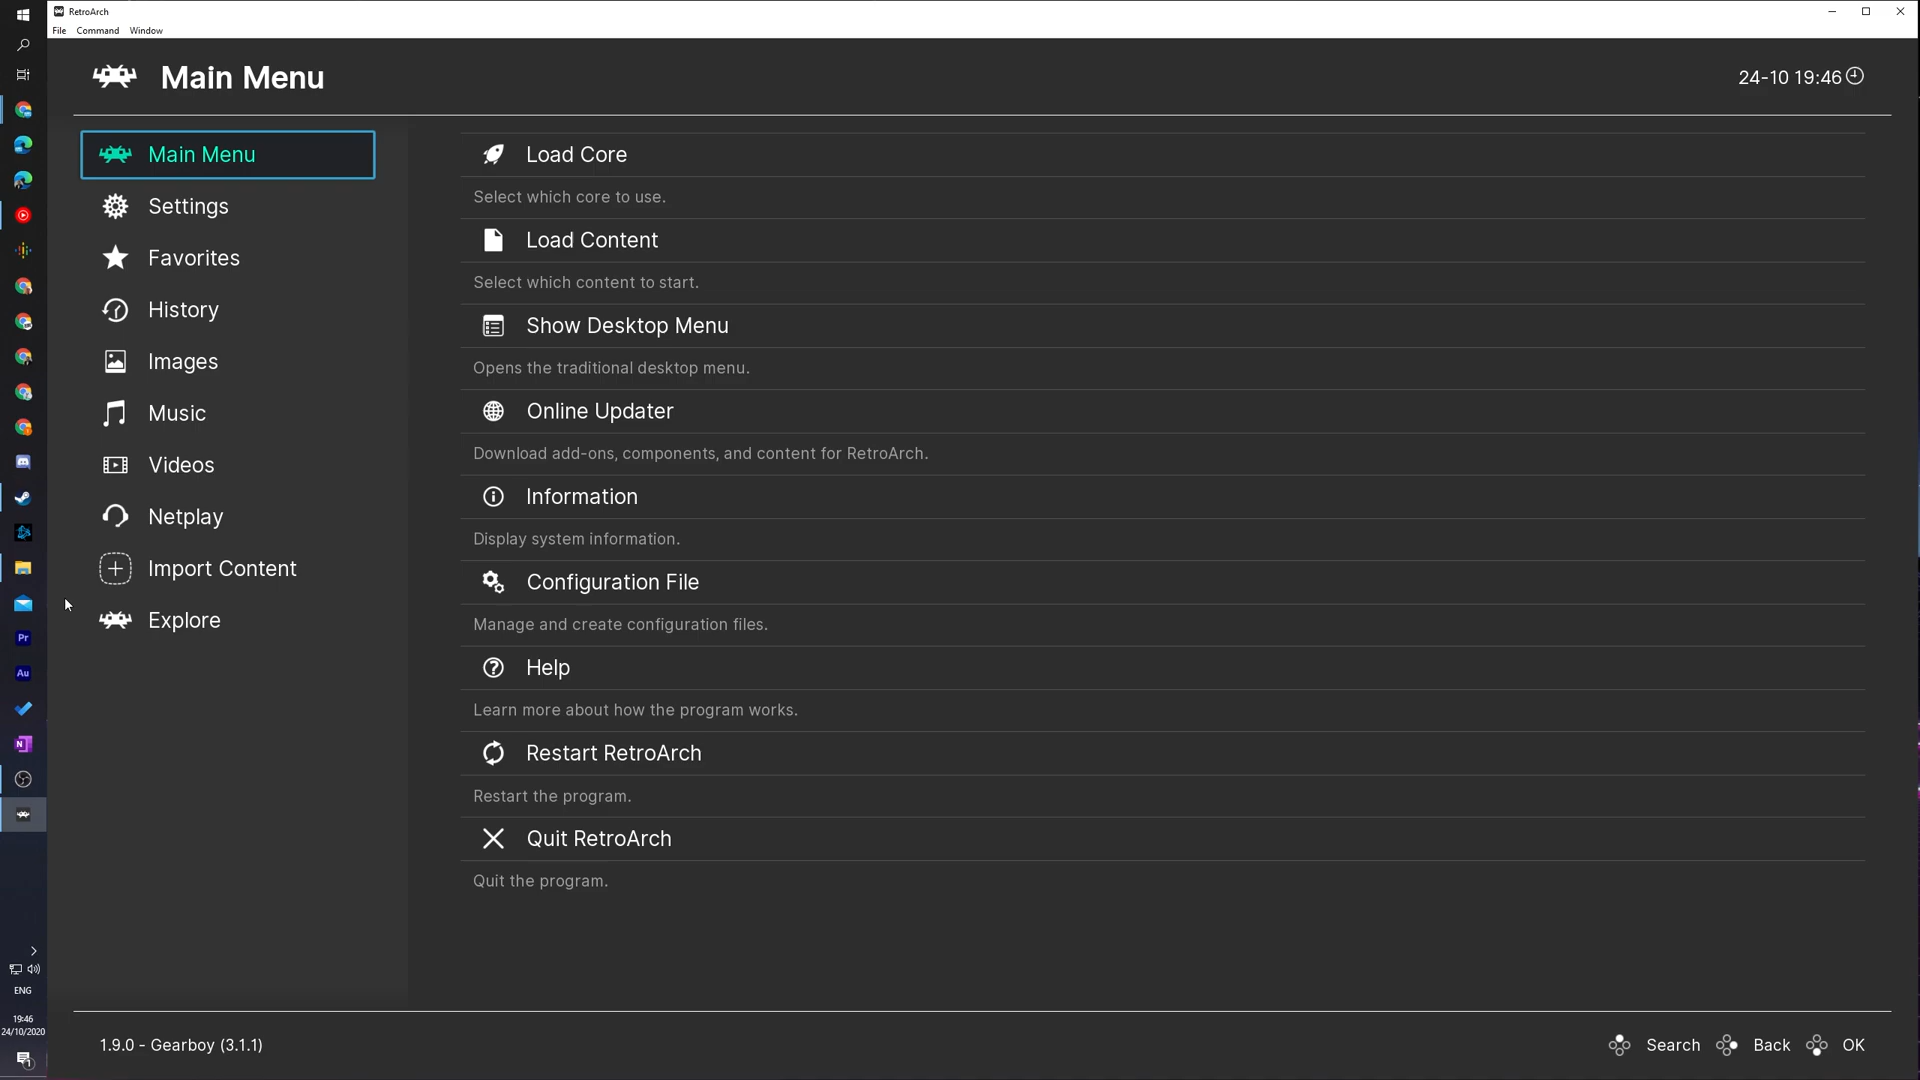 RetroArch
File Command Window
Main Menu
24-10 19:46
Main Menu
Settings
Favorites
History
Images
Music
Videos
Netplay
Import Content
Explore
Load Core
Select which core to use.
Load Content
Select which content to start.
Show Desktop Menu
Opens the traditional desktop menu.
Online Updater
Download add-ons, components, and content for RetroArch.
Information
Display system information.
Configuration File
Manage and create configuration files.
Help
Learn more about how the program works.
Restart RetroArch
Restart the program.
Quit RetroArch
Quit the program.
Pr
Au
N
ENG
19:46
24/10/2020
1
1.9.0 - Gearboy (3.1.1)
Search Back OK